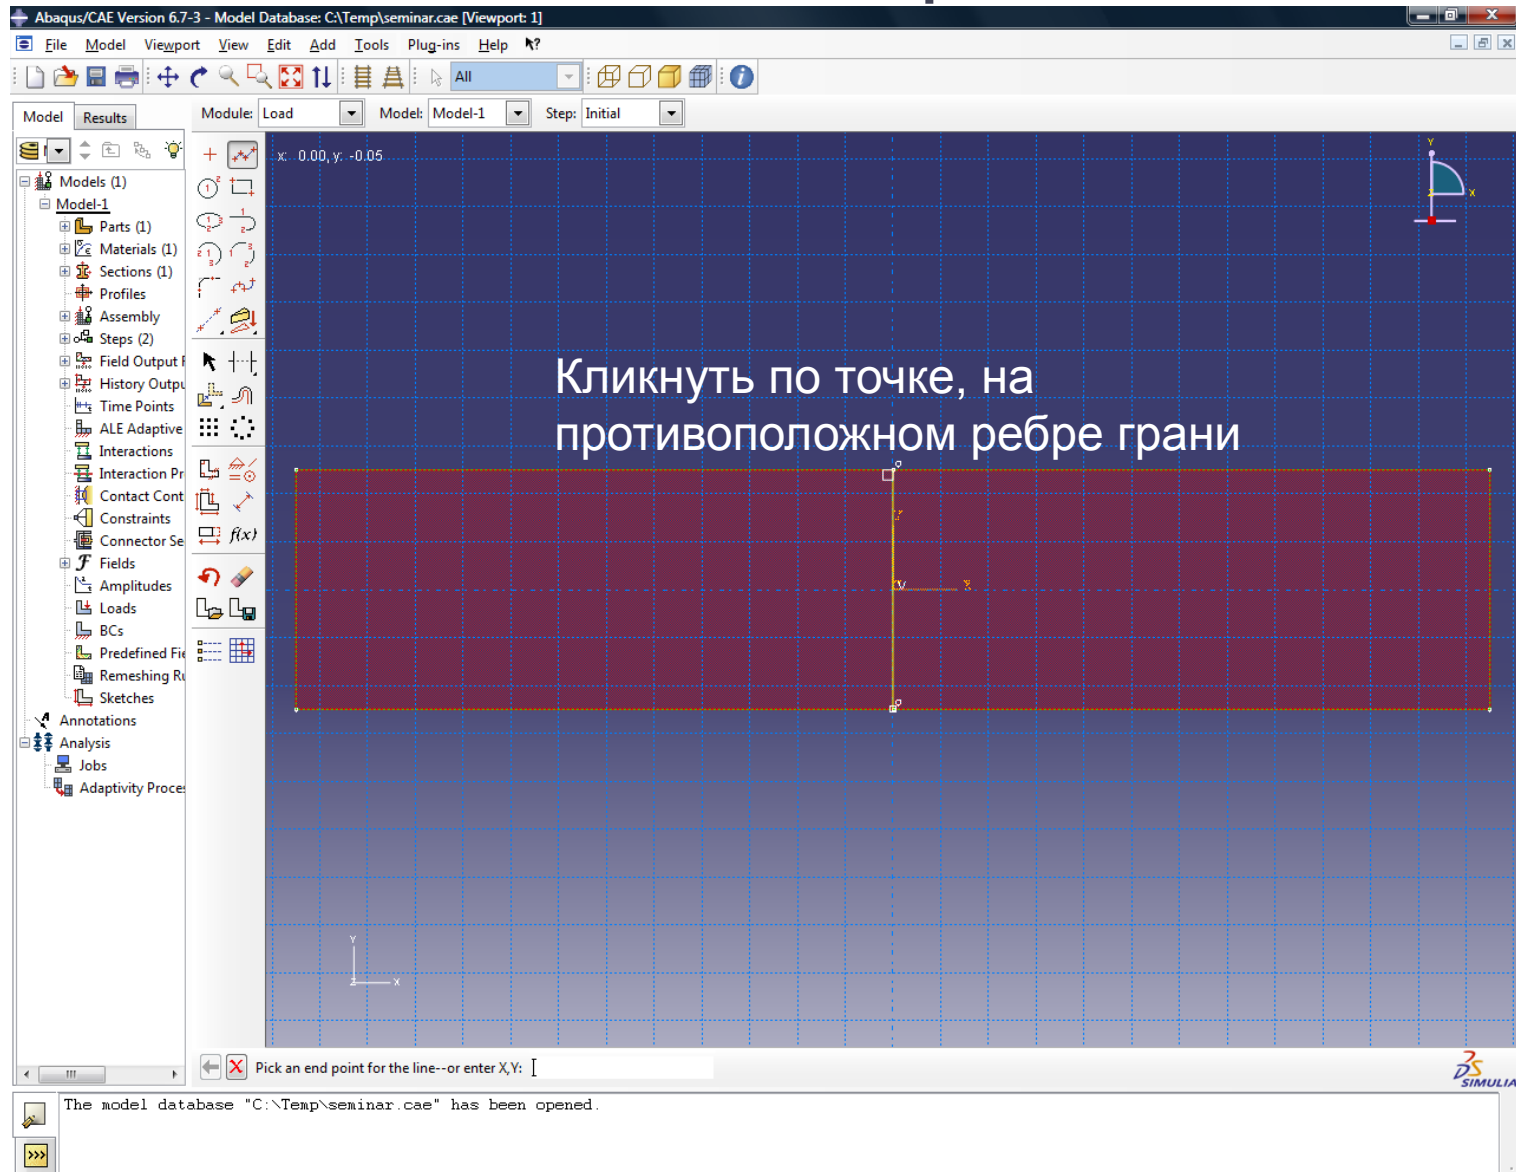 Abaqus/CAE Version 6.7-3 - Model Database: C:\Temp\seminar.cae [Viewport: 1]
File Model Viewport View Edit Add Tools Plug-ins Help
All
Model Results
Module: Load Model: Model-1 Step: Initial
x: 0.00, y: -0.05
Models (1)
Model-1
Parts (1)
Materials (1)
Sections (1)
Profiles
Assembly
Steps (2)
Field Output
History Outpu
Time Points
ALE Adaptive
Interactions
Interaction Pr
Contact Cont
Constraints
Connector Se
Fields
Amplitudes
Loads
BCs
Predefined Fie
Remeshing Ru
Sketches
Annotations
Analysis
Jobs
Adaptivity Proces
f(x)
Y
X
Кликнуть по точке, на
противоположном ребре грани
Y
Z X
Pick an end point for the line--or enter X,Y:
SIMULIA
The model database "C:\Temp\seminar.cae" has been opened.
>>>